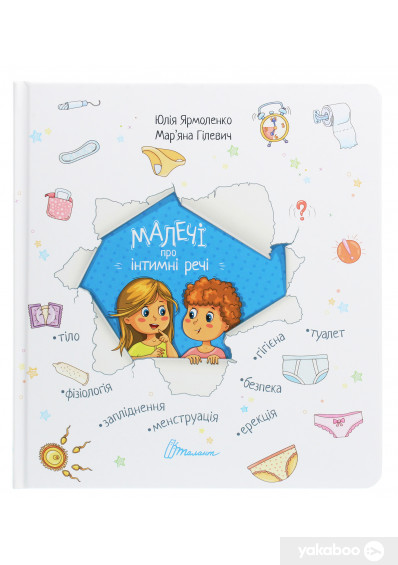 Юлія Ярмоленко
Мар'яна Гілевич
МАЛЕЧІ
про
інтимні речі
•тіло
•фізіологія
•запліднення
•менструація
•гігієна
•туалет
•безпека
•ерекція
Талант
yakaboo